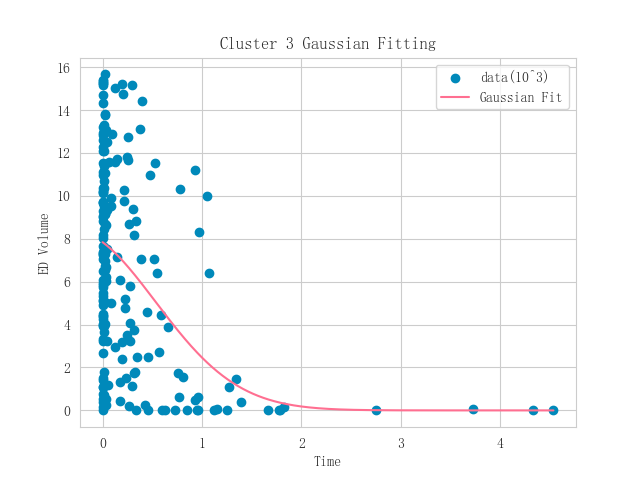 Cluster 3 Gaussian Fitting
data(10^3)
Gaussian Fit
ED Volume
16
14
12
10
8
6
4
2
0
0 1 2 3 4
Time